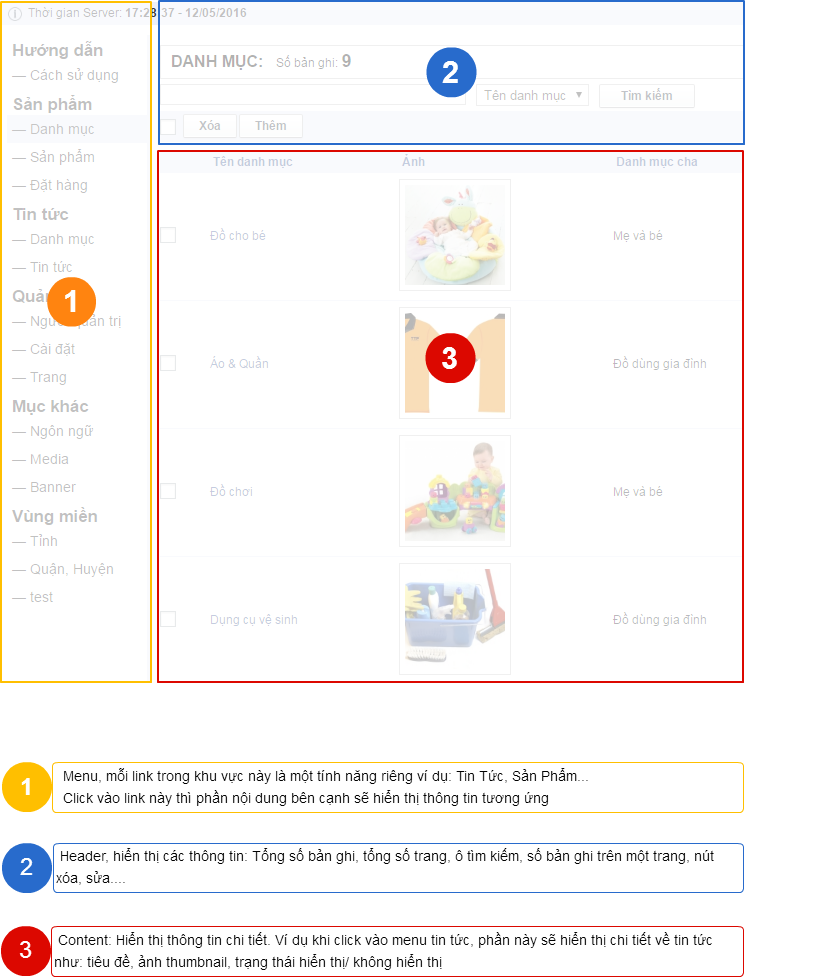 Thời gian Server: 17:28:37 - 12/05/2016
Hướng dẫn
— Cách sử dụng
Sản phẩm
— Danh mục
— Sản phẩm
— Đặt hàng
Tin tức
— Danh mục
— Tin tức
Quản
— Người quản trị
— Cài đặt
— Trang
Mục khác
— Ngôn ngữ
— Media
— Banner
Vùng miền
— Tỉnh
— Quận, Huyện
— test
1
DANH MỤC: Số bản ghi: 9
2
Tên danh mục ▼ Tìm kiếm
Xóa Thêm
Tên danh mục Ảnh Danh mục cha
Đồ cho bé Mẹ và bé
Áo & Quần Đồ dùng gia đình
3
Đồ chơi Mẹ và bé
Dụng cụ vệ sinh Đồ dùng gia đình
1 Menu, mỗi link trong khu vực này là một tính năng riêng ví dụ: Tin Tức, Sản Phẩm...
Click vào link này thì phần nội dung bên cạnh sẽ hiển thị thông tin tương ứng
2 Header, hiển thị các thông tin: Tổng số bản ghi, tổng số trang, ô tìm kiếm, số bản ghi trên một trang, nút
xóa, sửa....
3 Content: Hiển thị thông tin chi tiết. Ví dụ khi click vào menu tin tức, phần này sẽ hiển thị chi tiết về tin tức
như: tiêu đề, ảnh thumbnail, trạng thái hiển thị/ không hiển thị